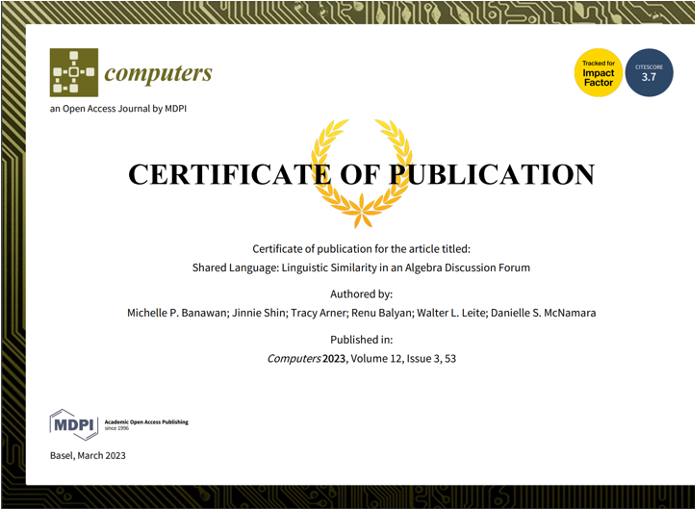 computers
an Open Access Journal by MDPI
Tracked for
Impact
Factor
CITESCORE
3.7
CERTIFICATE OF PUBLICATION
Certificate of publication for the article titled:
Shared Language: Linguistic Similarity in an Algebra Discussion Forum
Authored by:
Michelle P. Banawan; Jinnie Shin; Tracy Arner; Renu Balyan; Walter L. Leite; Danielle S. McNamara
Published in:
Computers 2023, Volume 12, Issue 3, 53
MDPI
Academic Open Access Publishing
since 1996
Basel, March 2023